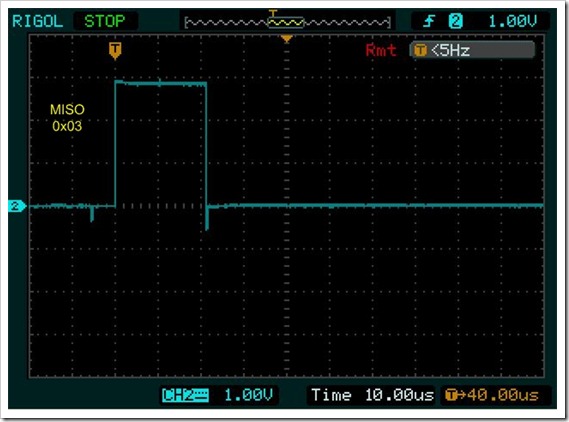 RIGOL STOP T 2 1.00V
T Rmt T <5Hz
MISO
0x03
2
CH2 1.00V Time 10.00us T→40.00us